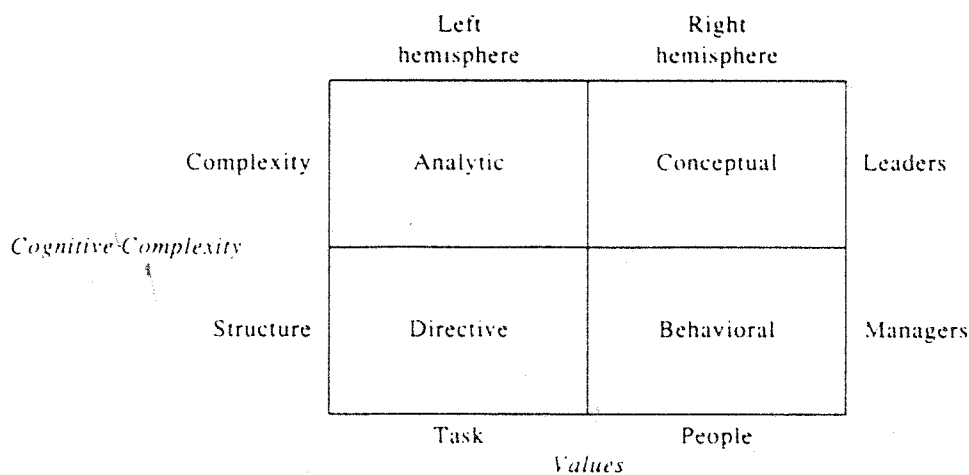 Left Right
hemisphere hemisphere
Complexity Analytic Conceptual Leaders
Cognitive Complexity
Structure Directive Behavioral Managers
Task People
Values